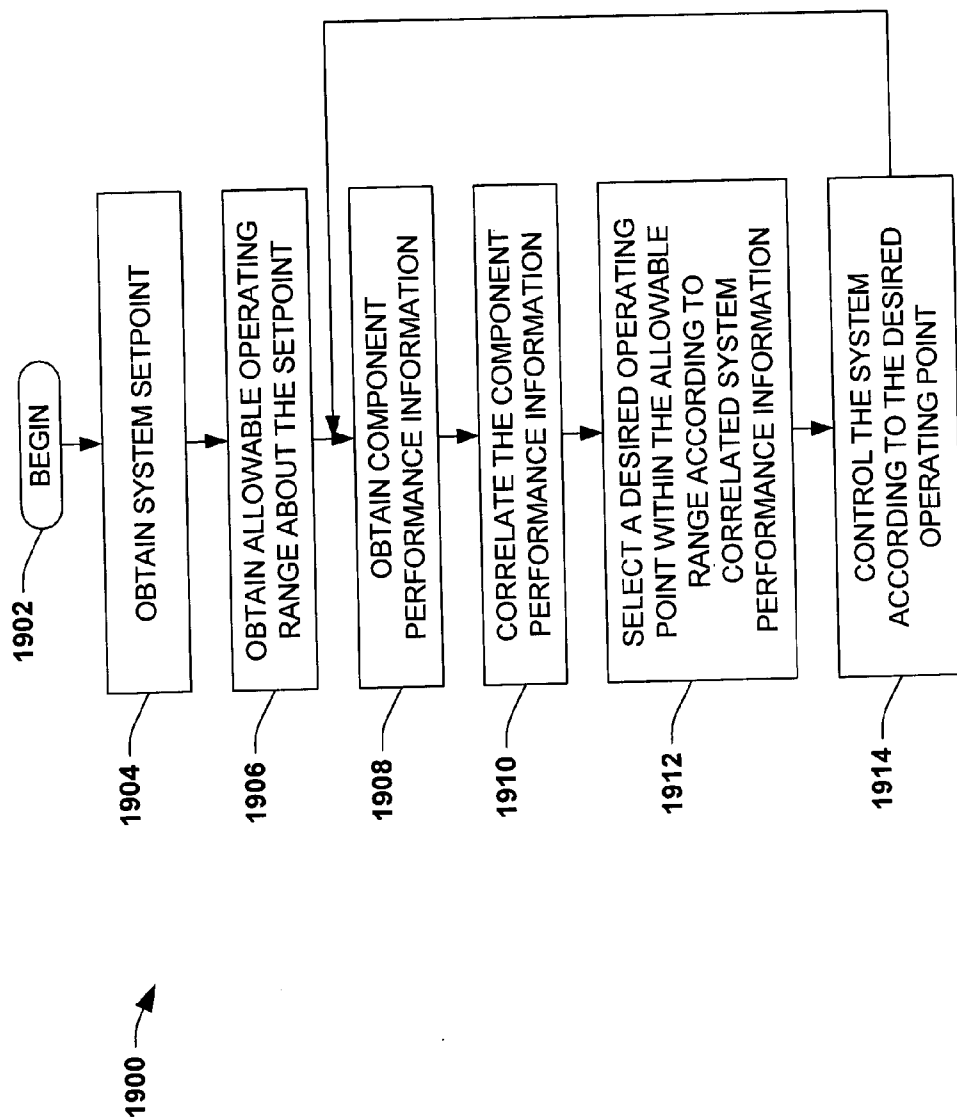 1900
1902
BEGIN
1904
OBTAIN SYSTEM SETPOINT
1906
OBTAIN ALLOWABLE OPERATING
RANGE ABOUT THE SETPOINT
1908
OBTAIN COMPONENT
PERFORMANCE INFORMATION
1910
CORRELATE THE COMPONENT
PERFORMANCE INFORMATION
1912
SELECT A DESIRED OPERATING
POINT WITHIN THE ALLOWABLE
RANGE ACCORDING TO
CORRELATED SYSTEM
PERFORMANCE INFORMATION
1914
CONTROL THE SYSTEM
ACCORDING TO THE DESIRED
OPERATING POINT